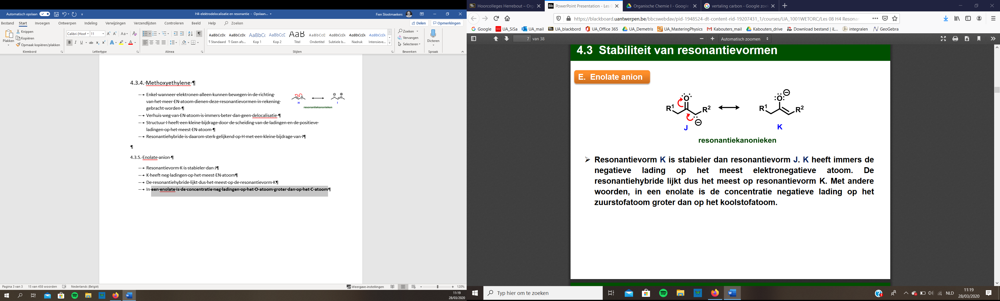 Automatisch opslaan
H4-elektrodelocalisatie en resonantie - Opslaan...
Fien Slootmaekers
Bestand Start Invoegen Ontwerpen Indeling Verwijzingen Verzendlijsten Controleren Beeld Help Zoeken
Delen Opmerkingen
Plakken
Knippen
Kopiëren
Opmaak kopiëren/plakken
Klembord
Calibri (Hoof 11
Lettertype
Alinea
AaBbCcDc AaBbCcDc AaBbCc AaBbCcD AaB AaBbCcD AaBbCcDc AaBbCcDc AaBbCcDc
¶ Standaard ¶ Geen afs... Kop 1 Kop 2 Titel Ondertitel Subtiele b... Nadruk Intensieve...
Stijlen
Zoeken
Vervangen
Selecteren
Bewerken
Dicteren
Spraak
4.3.4. Methoxyethylene ¶
Enkel wanneer elektronen alleen kunnen bewegen in de richting
van het meer EN atoom dienen deze resonantievormen in rekening
gebracht worden ¶
Verhuis weg van EN atoom is immers beter dan geen delocalisatie ¶
Structuur I heeft een kleine bijdrage door de scheiding van de ladingen en de positieve
ladingen op het meest EN atoom ¶
Resonantiehybride is daarom sterk gelijkend op H met een kleine bijdrage van I¶
H I
resonantiekanonieken
¶
4.3.5. Enolate anion ¶
Resonantievorm K is stabieler dan J¶
K heeft neg ladingen op het meest EN atoom¶
De resonantiehybride lijkt dus het meest op de resonantievorm K¶
In een enolate is de concentratie neg ladingen op het O-atoom groter dan op het C-atoom¶
Pagina 3 van 3 15 van 458 woorden Nederlands (België)
Weergave-instellingen 120%
11:19
28/03/2020
Hoorcolleges Herrebout – Org
PowerPoint Presentation - Les
Organische Chemie I - Google
vertaling carbon - Google zoe
https://blackboard.uantwerpen.be/bbcswebdav/pid-1948524-dt-content-rid-19207431_1/courses/UA_1001WETORC/Les 08 H4 Resonar
Google UA_SiSa UA_mail UA_blackbord UA_Office 365 UA_Demetris UA_MasteringPhysics Kabouters_mail Kabouters_drive Download bestand | iL... integralen GeoGebra
7 van 38
Automatisch zoomen
4.3 Stabiliteit van resonantievormen
E. Enolate anion
R1 O R2
J
R1 O R2
K
resonantiekanonieken
Resonantievorm K is stabieler dan resonantievorm J. K heeft immers de
negatieve lading op het meest elektronegatieve atoom. De
resonantiehybride lijkt dus het meest op resonantievorm K. Met andere
woorden, in een enolate is de concentratie negatieve lading op het
zuurstofatoom groter dan op het koolstofatoom.
Typ hier om te zoeken
NLD
11:19
28/03/2020